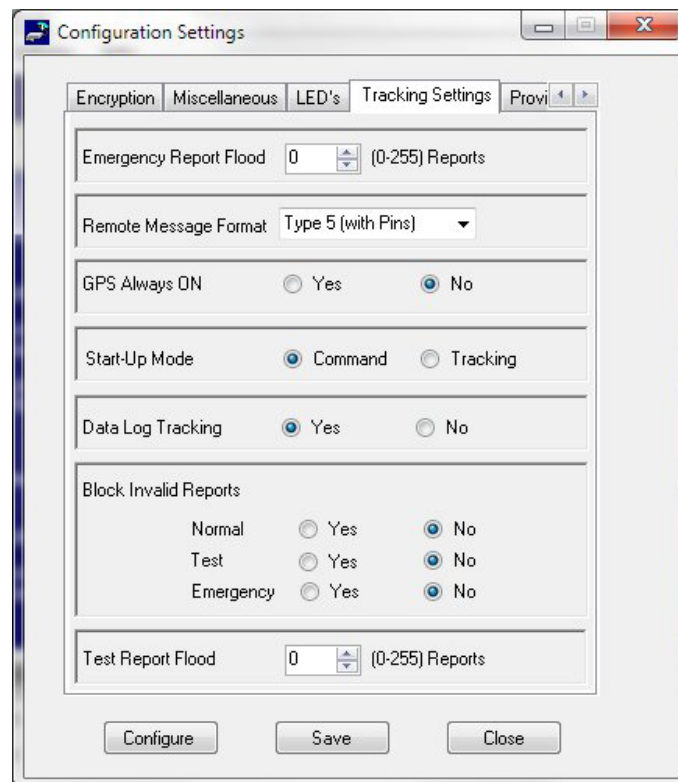 Configuration Settings
Encryption Miscellaneous LED's Tracking Settings Provi
Emergency Report Flood 0 (0-255) Reports
Remote Message Format Type 5 (with Pins)
GPS Always ON Yes No
Start-Up Mode Command Tracking
Data Log Tracking Yes No
Block Invalid Reports
Normal Yes No
Test Yes No
Emergency Yes No
Test Report Flood 0 (0-255) Reports
Configure Save Close